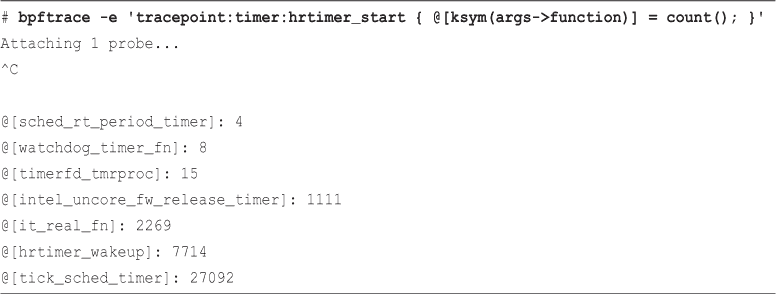 # bpftrace -e 'tracepoint:timer:hrtimer_start { @[ksym(args->function)] = count(); }'
Attaching 1 probe...
^C
@[sched_rt_period_timer]: 4
@[watchdog_timer_fn]: 8
@[timerfd_tmrproc]: 15
@[intel_uncore_fw_release_timer]: 1111
@[it_real_fn]: 2269
@[hrtimer_wakeup]: 7714
@[tick_sched_timer]: 27092